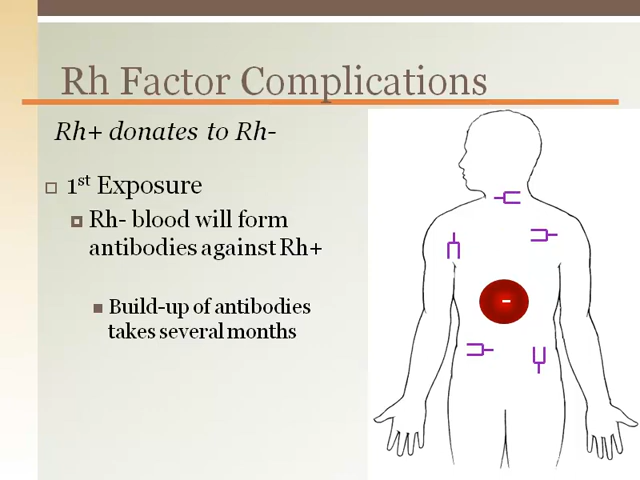 Rh Factor Complications
Rh+ donates to Rh-
1st Exposure
Rh- blood will form
antibodies against Rh+
Build-up of antibodies
takes several months
-